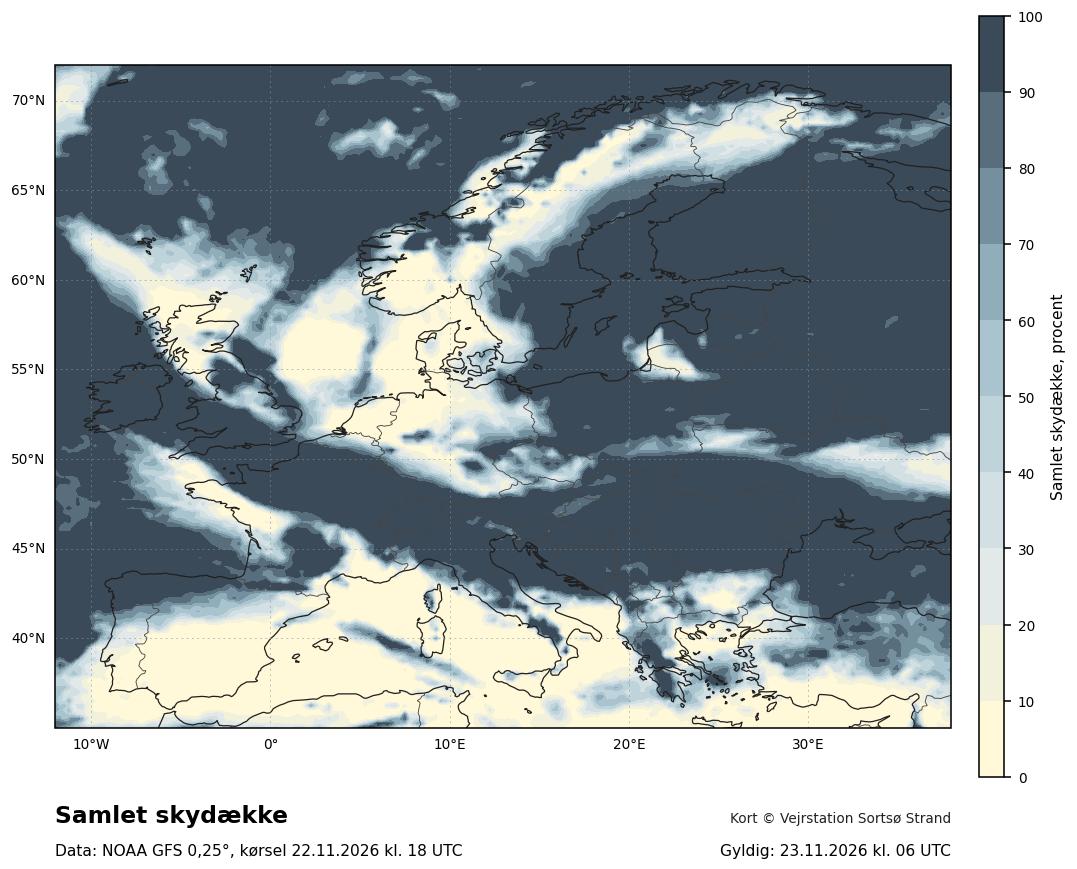 100
90
80
70
60
50
40
30
20
10
0
Samlet skydække, procent
70°N
65°N
60°N
55°N
50°N
45°N
40°N
10°W
0°
10°E
20°E
30°E
Samlet skydække
Kort © Vejrstation Sortsø Strand
Data: NOAA GFS 0,25°, kørsel 22.11.2026 kl. 18 UTC
Gyldig: 23.11.2026 kl. 06 UTC